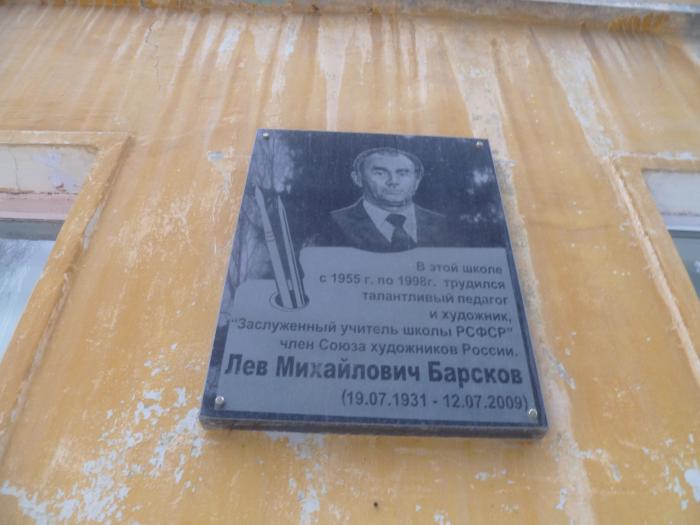 В этой школе
с 1955 г. по 1998г. трудился
талантливый педагог
и художник,
"Заслуженный учитель школы РСФСР"
член Союза художников России.
Лев Михайлович Барсков
(19.07.1931 - 12.07.2009)